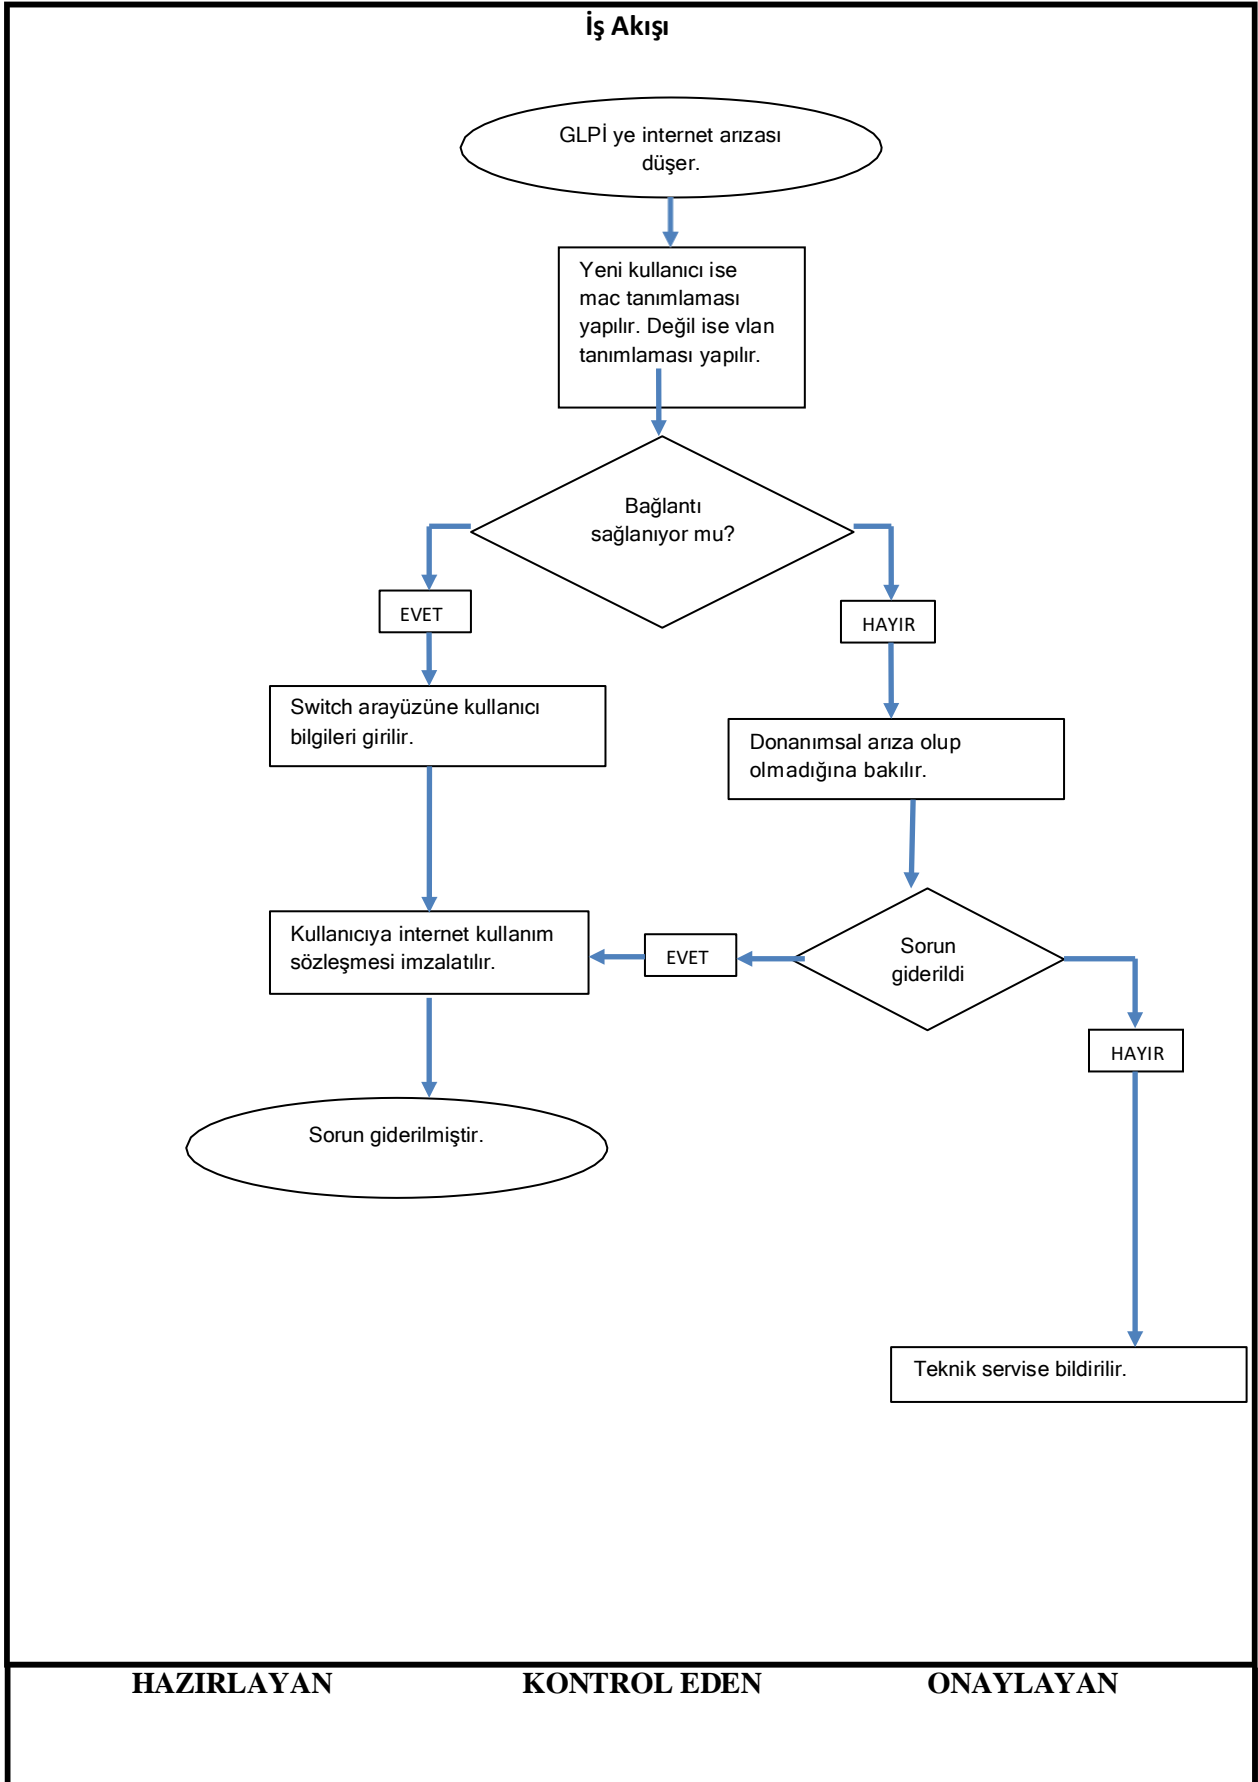 İş Akışı
GLPİ ye internet arızası
düşer.
Yeni kullanıcı ise
mac tanımlaması
yapılır. Değil ise vlan
tanımlaması yapılır.
Bağlantı
sağlanıyor mu?
EVET
HAYIR
Switch arayüzüne kullanıcı
bilgileri girilir.
Donanımsal arıza olup
olmadığına bakılır.
Kullanıcıya internet kullanım
sözleşmesi imzalatılır.
EVET
Sorun
giderildi
HAYIR
Sorun giderilmiştir.
Teknik servise bildirilir.
HAZIRLAYAN KONTROL EDEN ONAYLAYAN